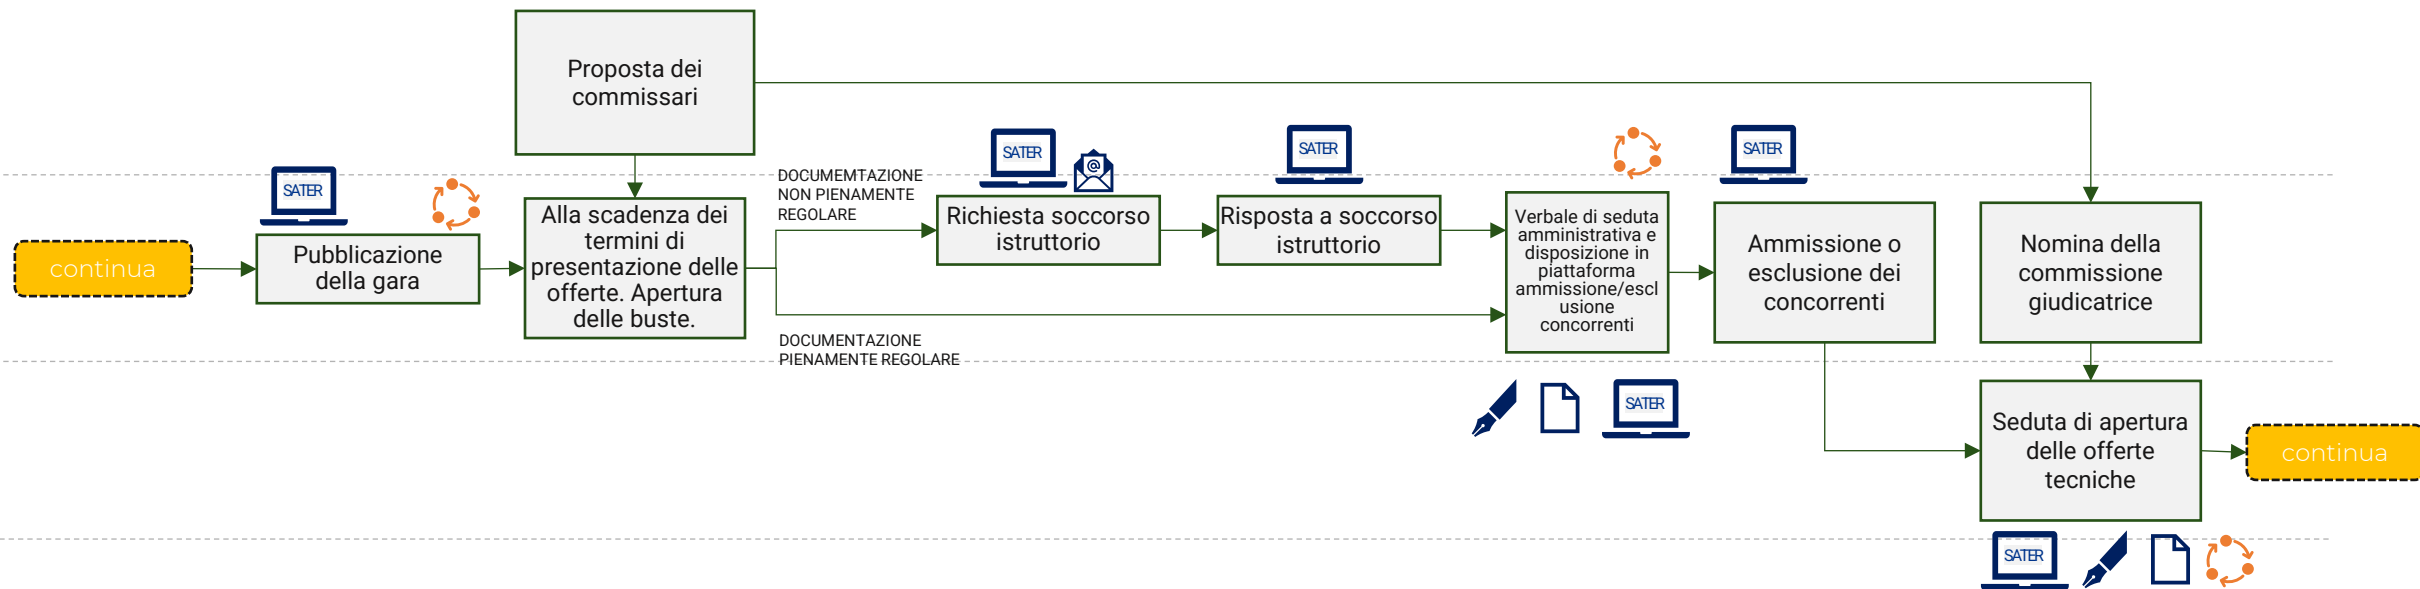 Proposta dei
commissari
SATER
SATER
SATER
SATER
DOCUMEMTAZIONE
NON PIENAMENTE
REGOLARE
continua
Pubblicazione
della gara
Alla scadenza dei
termini di
presentazione delle
offerte. Apertura
delle buste.
Richiesta soccorso
istruttorio
Risposta a soccorso
istruttorio
Verbale di seduta
amministrativa e
disposizione in
piattaforma
ammissione/escl
usione
concorrenti
Ammissione o
esclusione dei
concorrenti
Nomina della
commissione
giudicatrice
DOCUMENTAZIONE
PIENAMENTE REGOLARE
SATER
Seduta di apertura
delle offerte
tecniche
continua
SATER